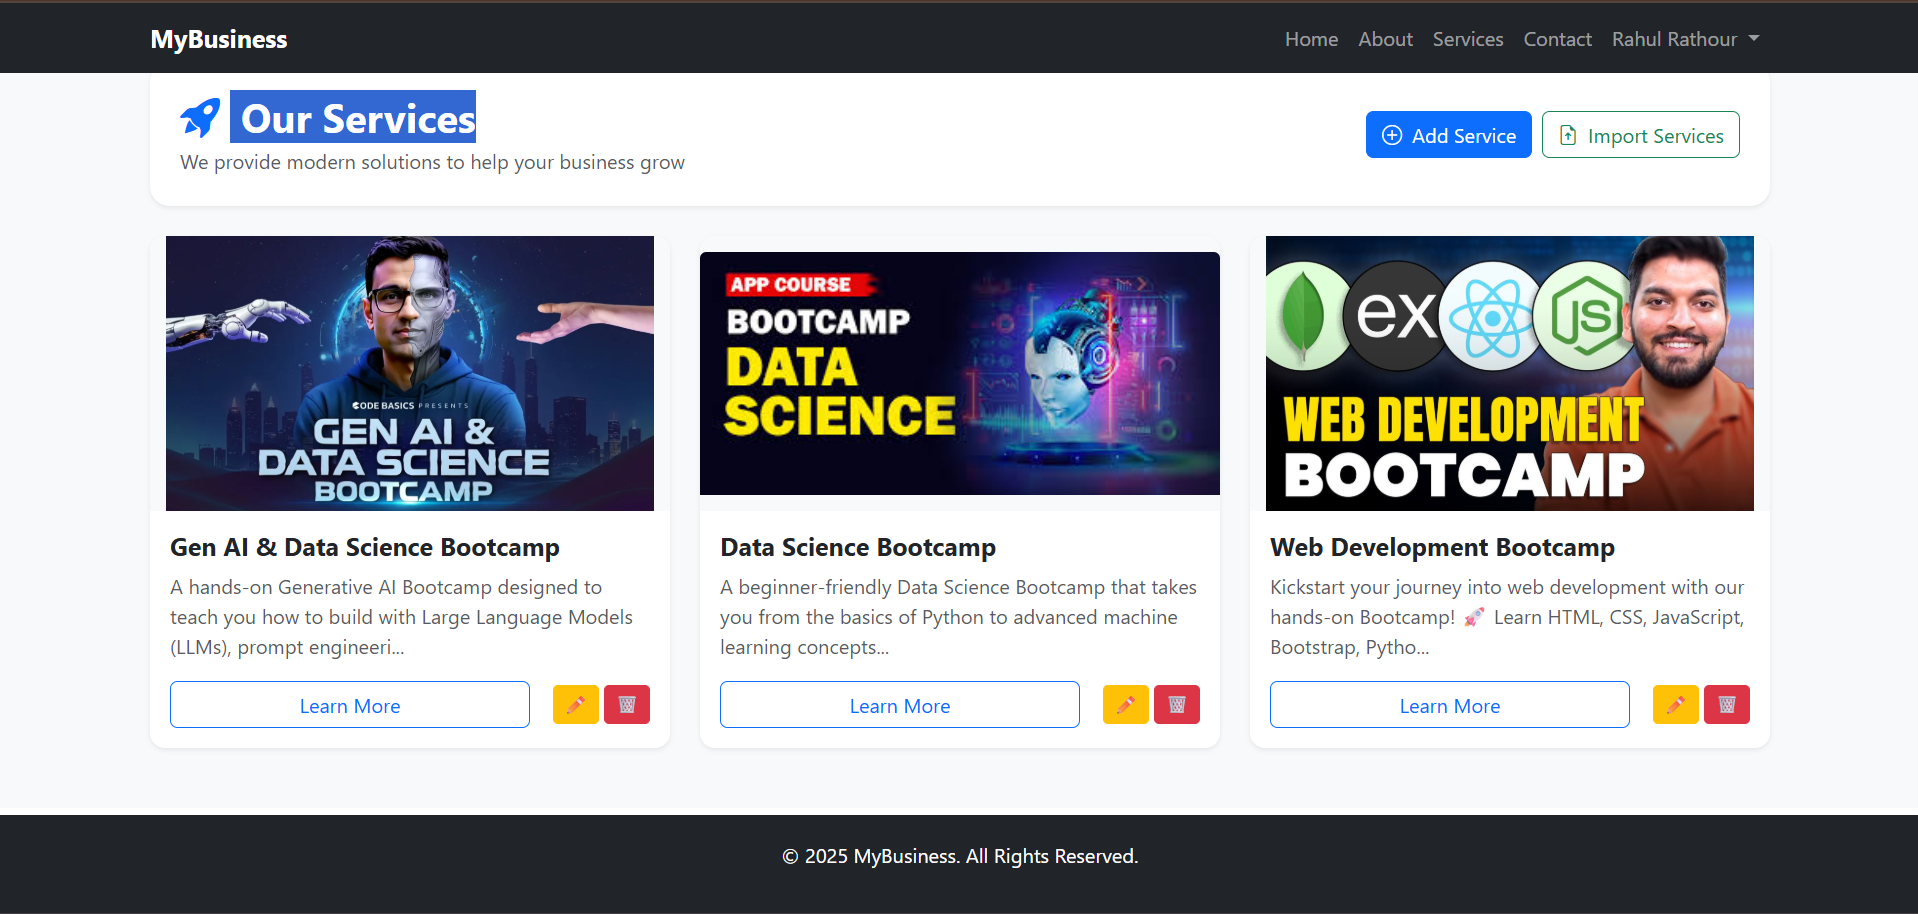 MyBusiness
Home About Services Contact Rahul Rathour
Our Services
We provide modern solutions to help your business grow
Add Service
Import Services
CODE BASICS PRESENTS
GEN AI &
DATA SCIENCE
BOOTCAMP
APP COURSE
BOOTCAMP
DATA
SCIENCE
ex
JS
WEB DEVELOPMENT
BOOTCAMP
Gen AI & Data Science Bootcamp
A hands-on Generative AI Bootcamp designed to
teach you how to build with Large Language Models
(LLMs), prompt engineeri...
Learn More
Data Science Bootcamp
A beginner-friendly Data Science Bootcamp that takes
you from the basics of Python to advanced machine
learning concepts...
Learn More
Web Development Bootcamp
Kickstart your journey into web development with our
hands-on Bootcamp! 🚀 Learn HTML, CSS, JavaScript,
Bootstrap, Pytho...
Learn More
© 2025 MyBusiness. All Rights Reserved.